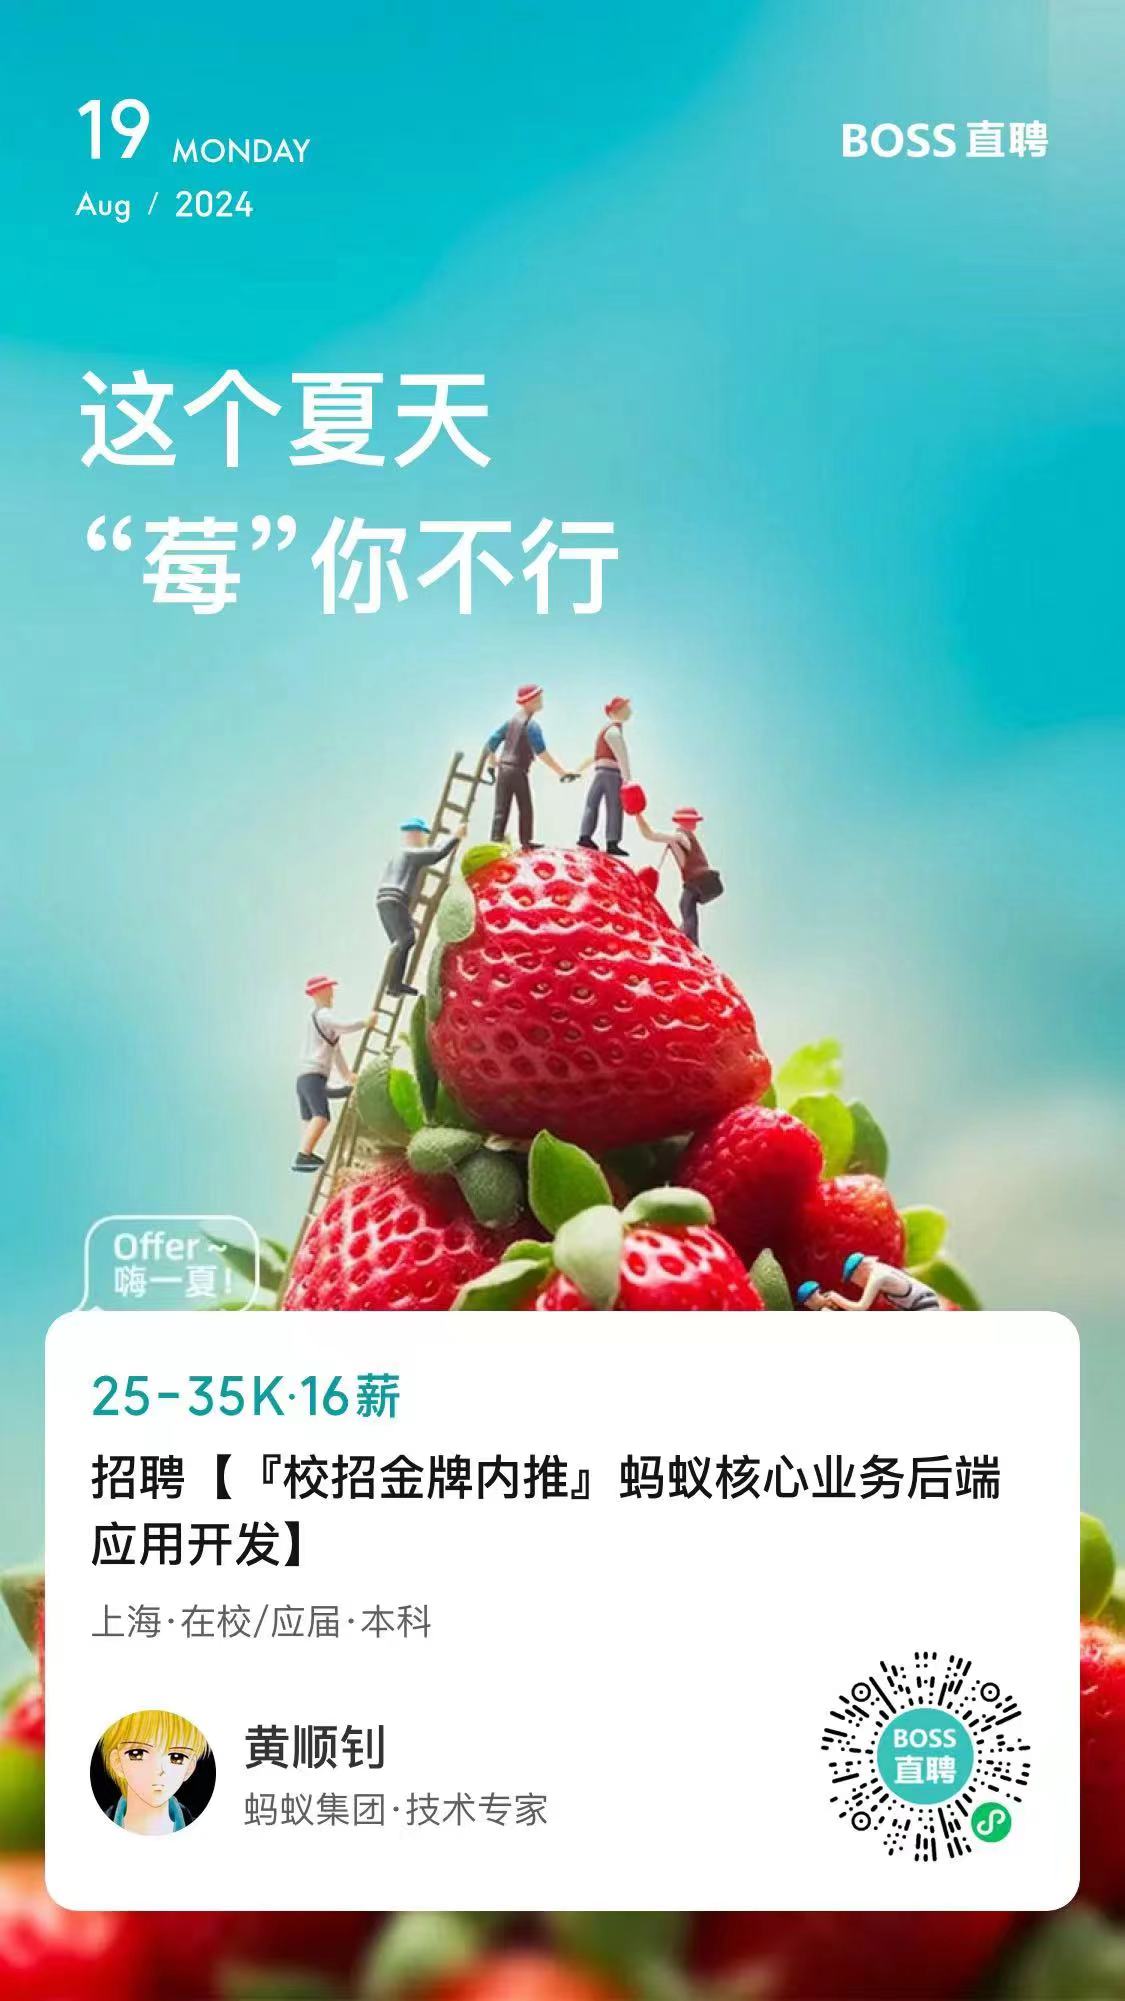 19 MONDAY
Aug / 2024
BOSS 直聘
这个夏天
“莓”你不行
Offer~
嗨一夏!
25-35K·16薪
招聘【『校招金牌内推』蚂蚁核心业务后端
应用开发】
上海·在校/应届·本科
黄顺钊
蚂蚁集团·技术专家
BOSS
直聘